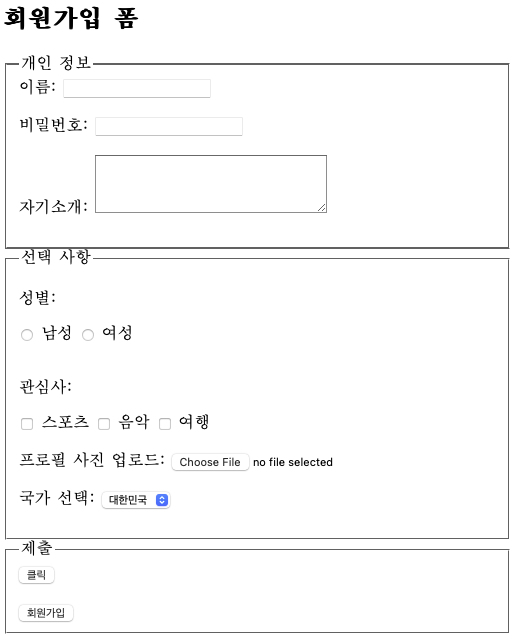 회원가입 폼
개인 정보
이름:
비밀번호:
자기소개:
선택 사항
성별:
남성 여성
관심사:
스포츠 음악 여행
프로필 사진 업로드: Choose File no file selected
국가 선택: 대한민국
제출
클릭
회원가입